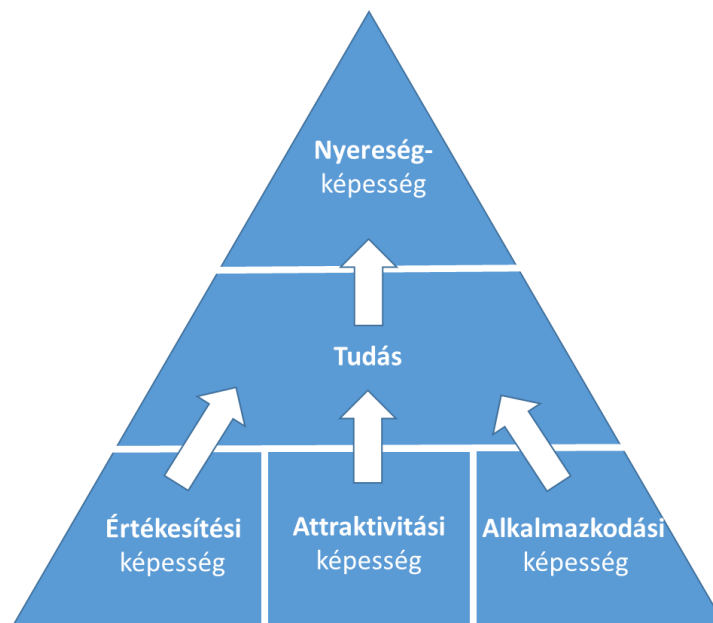 Nyereség-
képesség
Tudás
Értékesítési
képesség
Attraktivitási
képesség
Alkalmazkodási
képesség